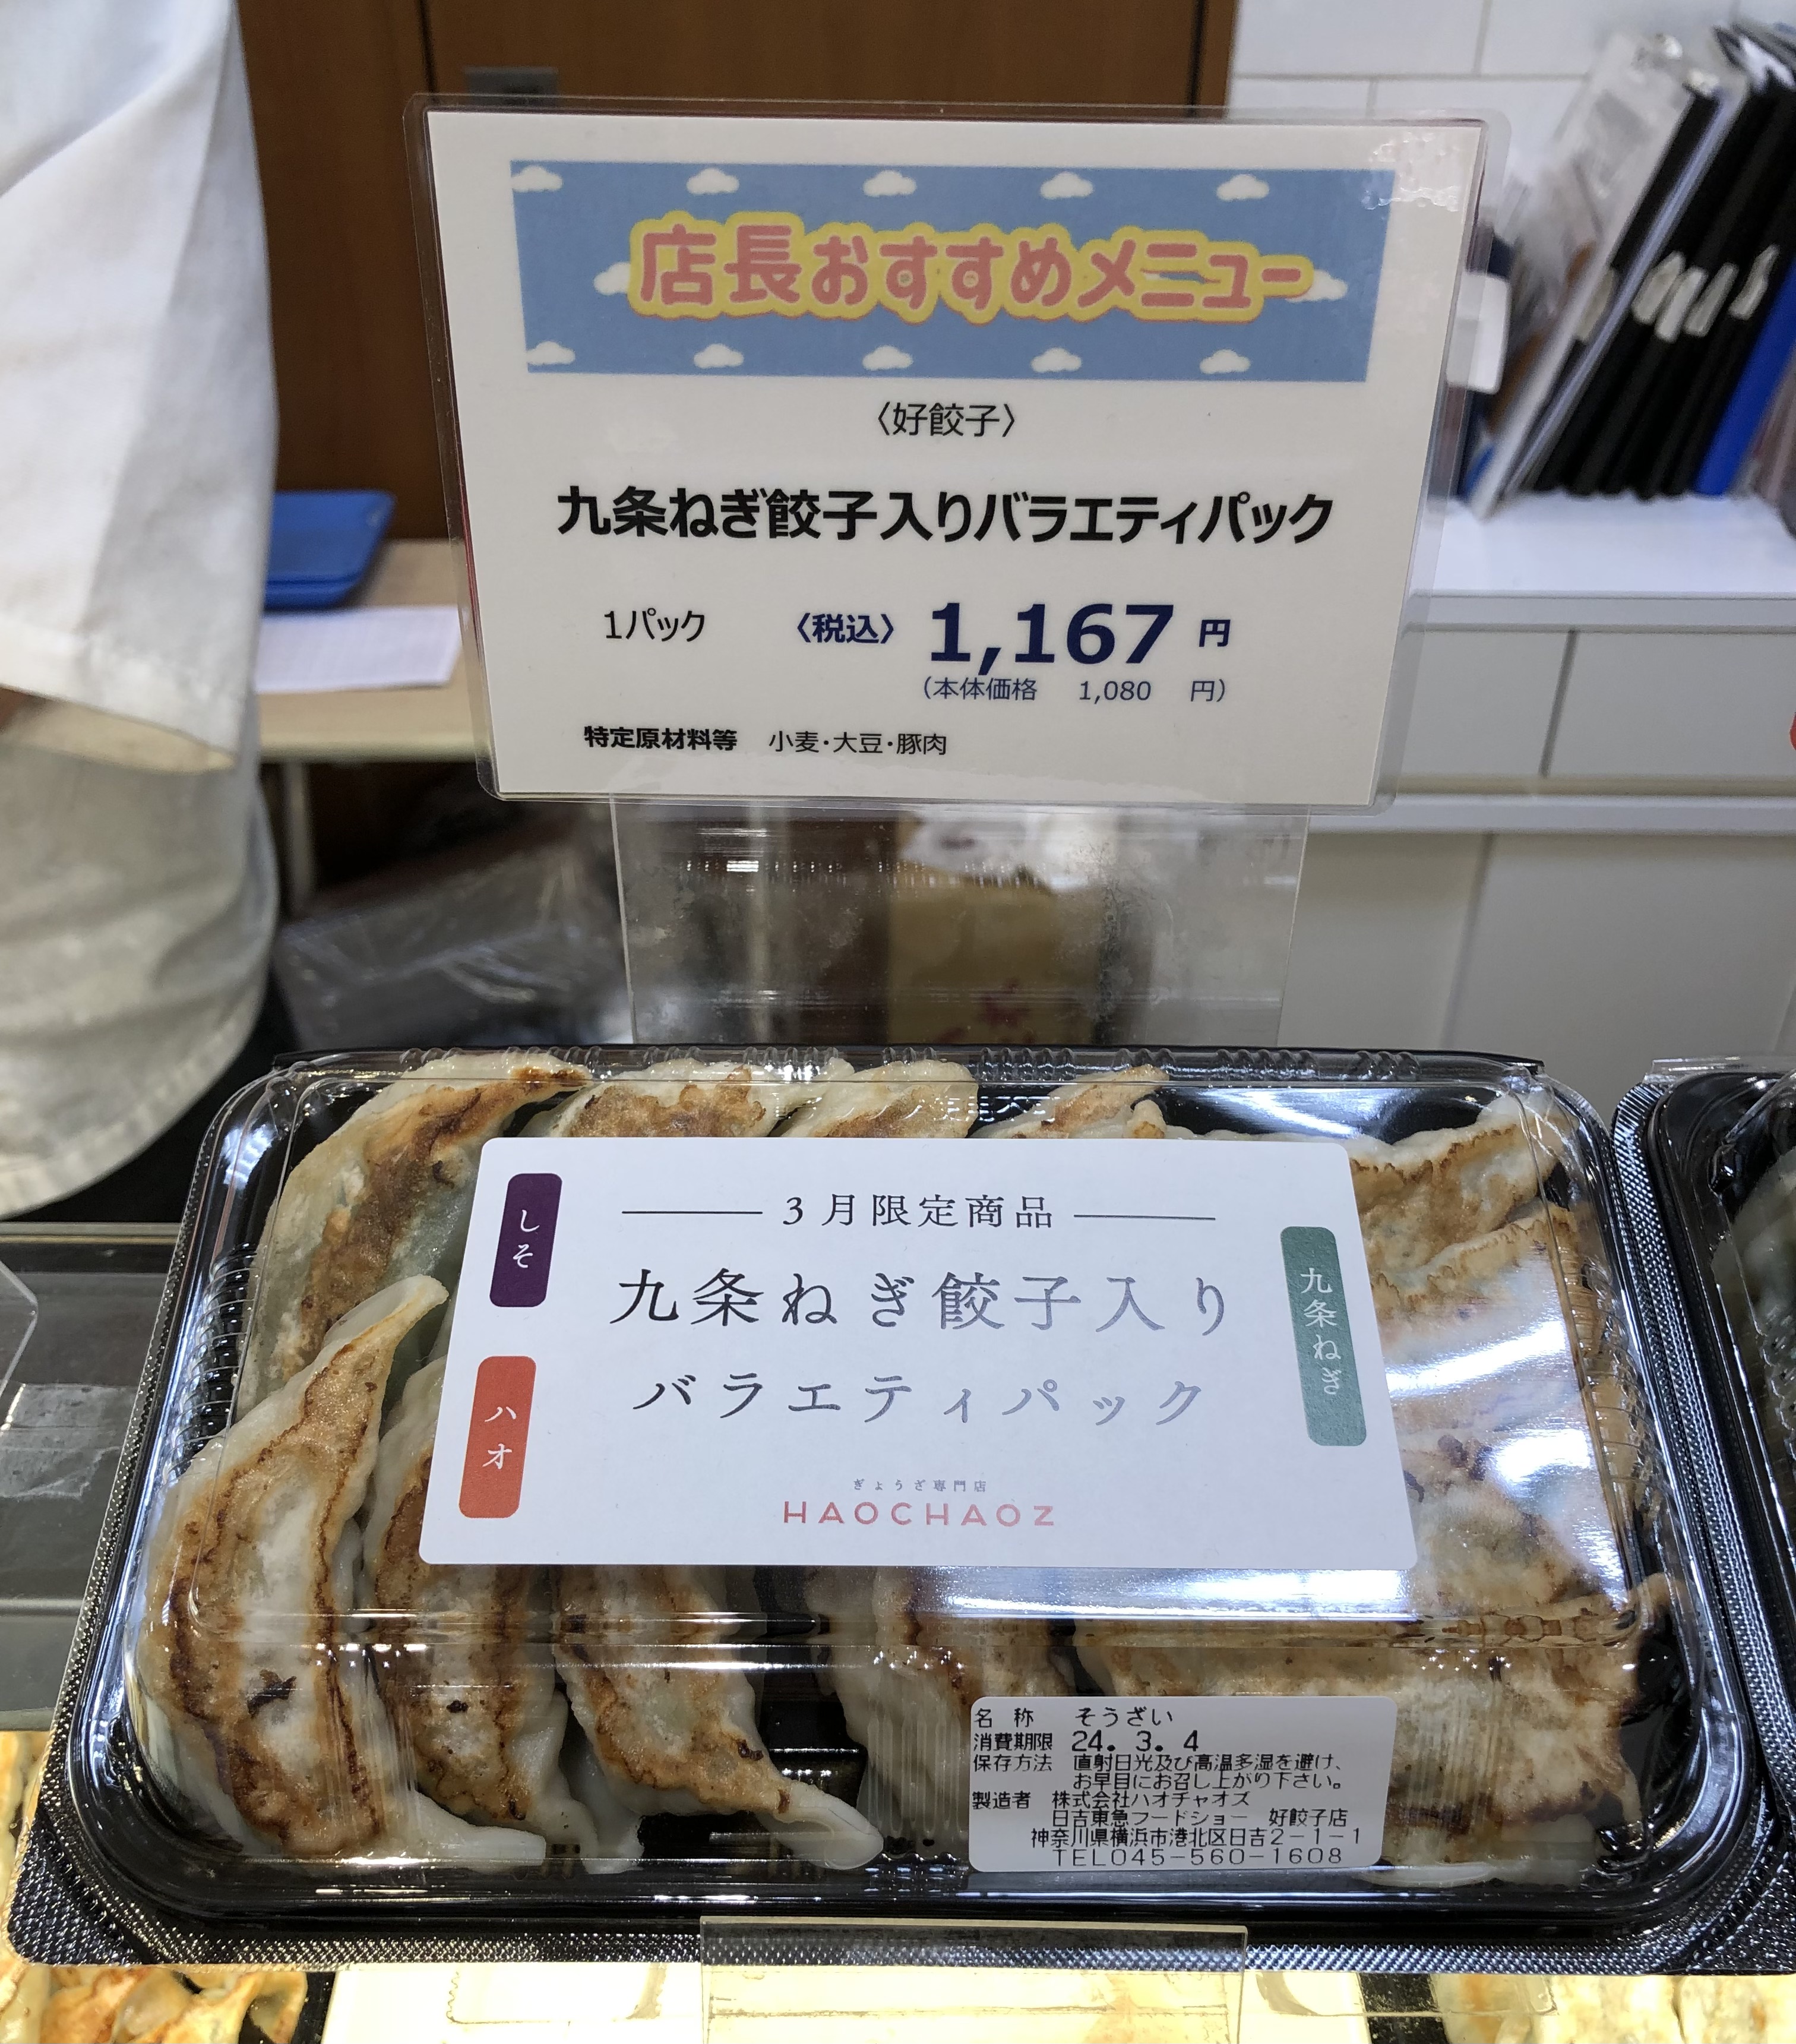 店長おすすめメニュー
〈好餃子〉
九条ねぎ餃子入りバラエティパック
1パック 〈税込〉 1,167 円
（本体価格 1,080 円）
特定原材料等 小麦・大豆・豚肉
しそ
ハオ
3月限定商品
九条ねぎ餃子入り
バラエティパック
ぎょうざ専門店
HAOCHAOZ
九条ねぎ
名称 そうざい
消費期限 24. 3. 4
保存方法 直射日光及び高温多湿を避け、
お早目にお召し上がり下さい。
製造者 株式会社ハオチャオズ
日吉東急フードショー 好餃子店
神奈川県横浜市港北区日吉2-1-1
TEL045-560-1608